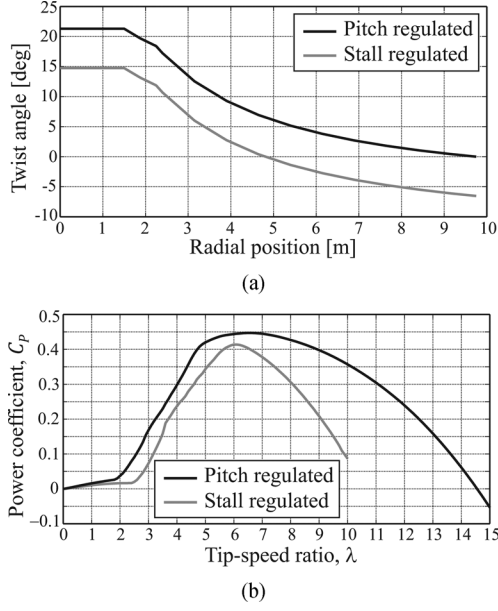 25
20
15
10
5
0
-5
-10
Twist angle [deg]
Pitch regulated
Stall regulated
0 1 2 3 4 5 6 7 8 9 10
Radial position [m]
(a)
0.5
0.4
0.3
0.2
0.1
0
−0.1
Power coefficient, Cp
Pitch regulated
Stall regulated
0 1 2 3 4 5 6 7 8 9 10 11 12 13 14 15
Tip-speed ratio, λ
(b)